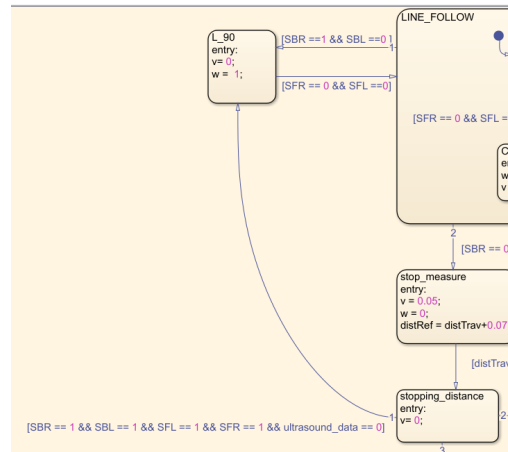 LINE_FOLLOW
L_90
entry:
v= 0;
w = 1;
[SBR ==1 && SBL ==0 ]
1
[SFR == 0 && SFL ==0]
[SFR == 0 && SFL =
2
[SBR == 0
stop_measure
entry:
v = 0.05;
w = 0;
distRef = distTrav+0.07
[distTrav
stopping_distance
entry:
v= 0;
1
2
3
[SBR == 1 && SBL == 1 && SFL == 1 && SFR == 1 && ultrasound_data == 0]